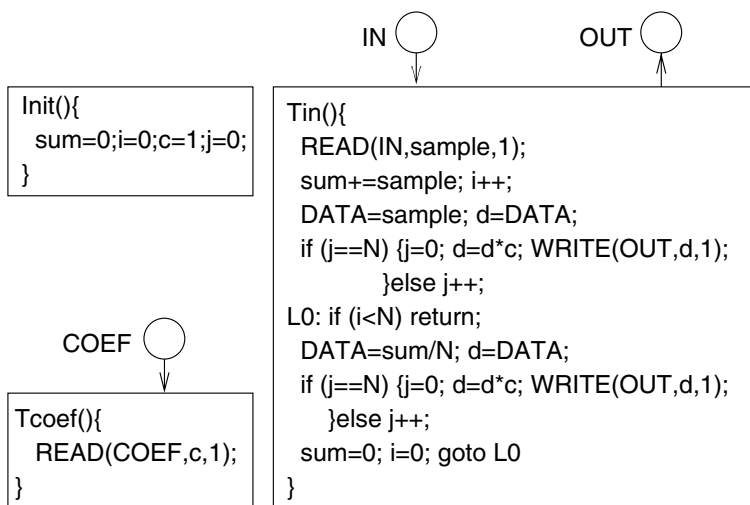 IN
OUT
Init(){
sum=0;i=0;c=1;j=0;
}
COEF
Tcoef(){
READ(COEF,c,1);
}
Tin(){
READ(IN,sample,1);
sum+=sample; i++;
DATA=sample; d=DATA;
if (j==N) {j=0; d=d*c; WRITE(OUT,d,1);
}else j++;
L0: if (i<N) return;
DATA=sum/N; d=DATA;
if (j==N) {j=0; d=d*c; WRITE(OUT,d,1);
}else j++;
sum=0; i=0; goto L0
}